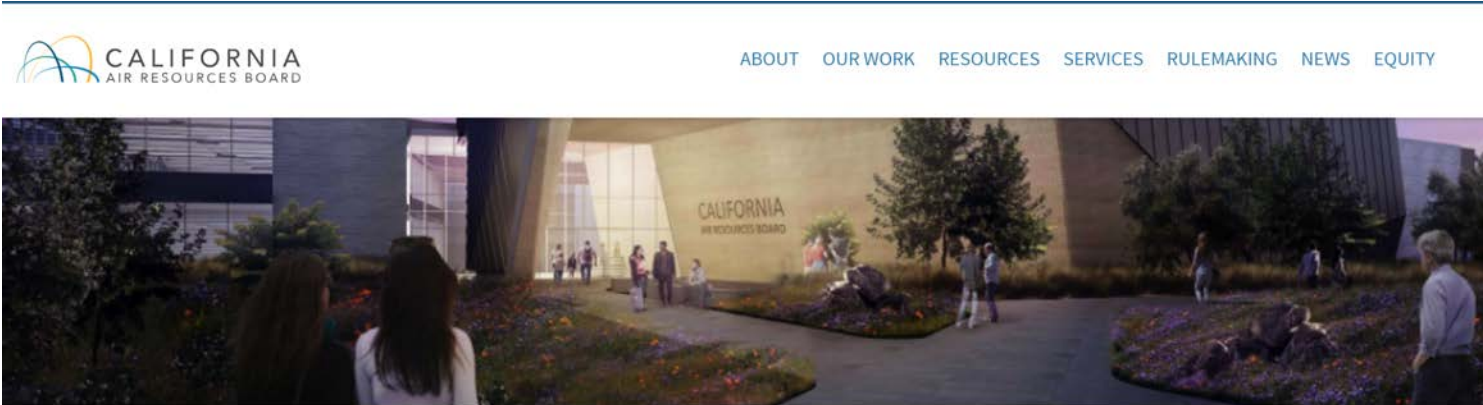 CALIFORNIA
AIR RESOURCES BOARD
ABOUT OUR WORK RESOURCES SERVICES RULEMAKING NEWS EQUITY
CALIFORNIA
AIR RESOURCES BOARD